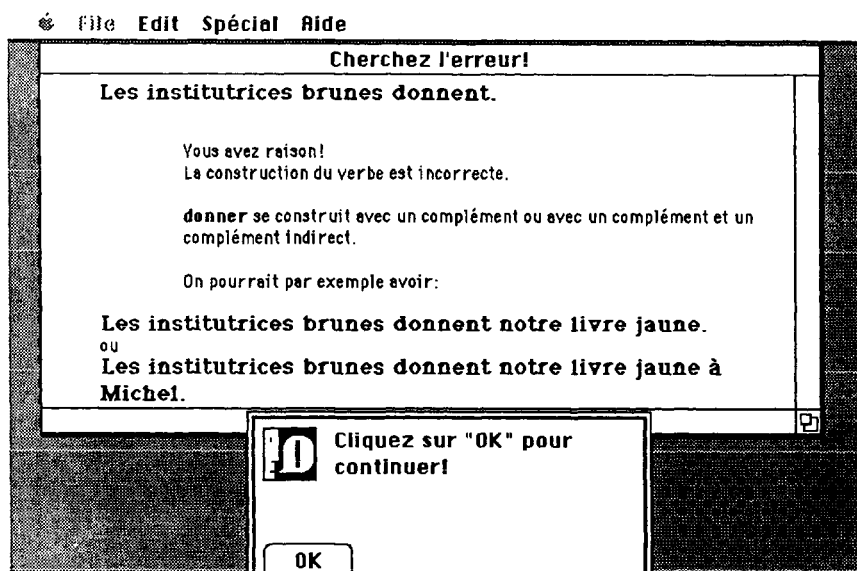 File Edit Spécial Aide
Cherchez l'erreur!
Les institutrices brunes donnent.
Vous avez raison!
La construction du verbe est incorrecte.
donner se construit avec un complément ou avec un complément et un
complément indirect.
On pourrait par exemple avoir:
Les institutrices brunes donnent notre livre jaune.
ou
Les institutrices brunes donnent notre livre jaune à
Michel.
Cliquez sur "OK" pour
continuer!
OK